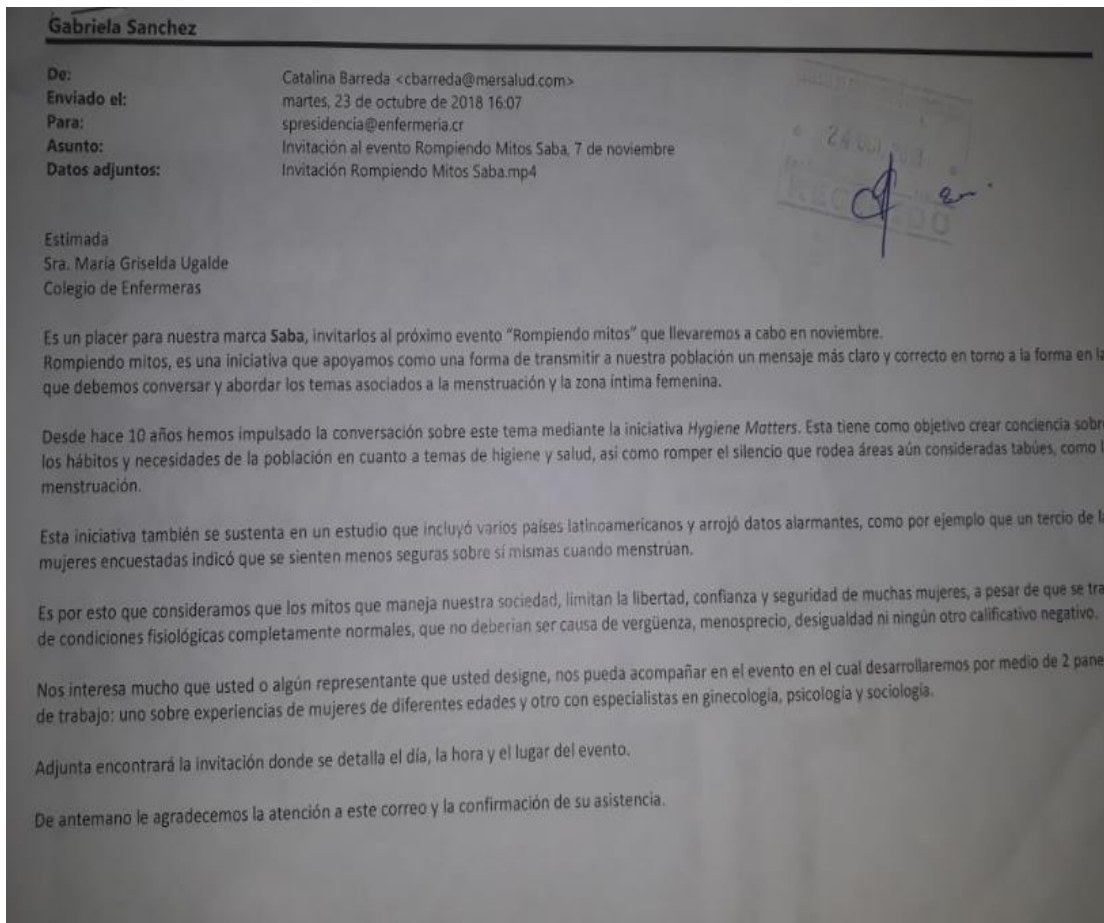 Gabriela Sanchez
De: Catalina Barreda <cbarreda@mersalud.com>
Enviado el: martes, 23 de octubre de 2018 16:07
Para: spresidencia@enfermeria.cr
Asunto: Invitación al evento Rompiendo Mitos Saba, 7 de noviembre
Datos adjuntos: Invitación Rompiendo Mitos Saba.mp4
Estimada
Sra. María Griselda Ugalde
Colegio de Enfermeras
Es un placer para nuestra marca Saba, invitarlos al próximo evento "Rompiendo mitos" que llevaremos a cabo en noviembre.
Rompiendo mitos, es una iniciativa que apoyamos como una forma de transmitir a nuestra población un mensaje más claro y correcto en torno a la forma en la
que debemos conversar y abordar los temas asociados a la menstruación y la zona íntima femenina.
Desde hace 10 años hemos impulsado la conversación sobre este tema mediante la iniciativa Hygiene Matters. Esta tiene como objetivo crear conciencia sobre
los hábitos y necesidades de la población en cuanto a temas de higiene y salud, así como romper el silencio que rodea áreas aún consideradas tabúes, como l
menstruación.
Esta iniciativa también se sustenta en un estudio que incluyó varios países latinoamericanos y arrojó datos alarmantes, como por ejemplo que un tercio de la
mujeres encuestadas indicó que se sienten menos seguras sobre sí mismas cuando menstrúan.
Es por esto que consideramos que los mitos que maneja nuestra sociedad, limitan la libertad, confianza y seguridad de muchas mujeres, a pesar de que se tra
de condiciones fisiológicas completamente normales, que no deberían ser causa de vergüenza, menosprecio, desigualdad ni ningún otro calificativo negativo.
Nos interesa mucho que usted o algún representante que usted designe, nos pueda acompañar en el evento en el cual desarrollaremos por medio de 2 pane
de trabajo: uno sobre experiencias de mujeres de diferentes edades y otro con especialistas en ginecología, psicología y sociología.
Adjunta encontrará la invitación donde se detalla el día, la hora y el lugar del evento.
De antemano le agradecemos la atención a este correo y la confirmación de su asistencia.